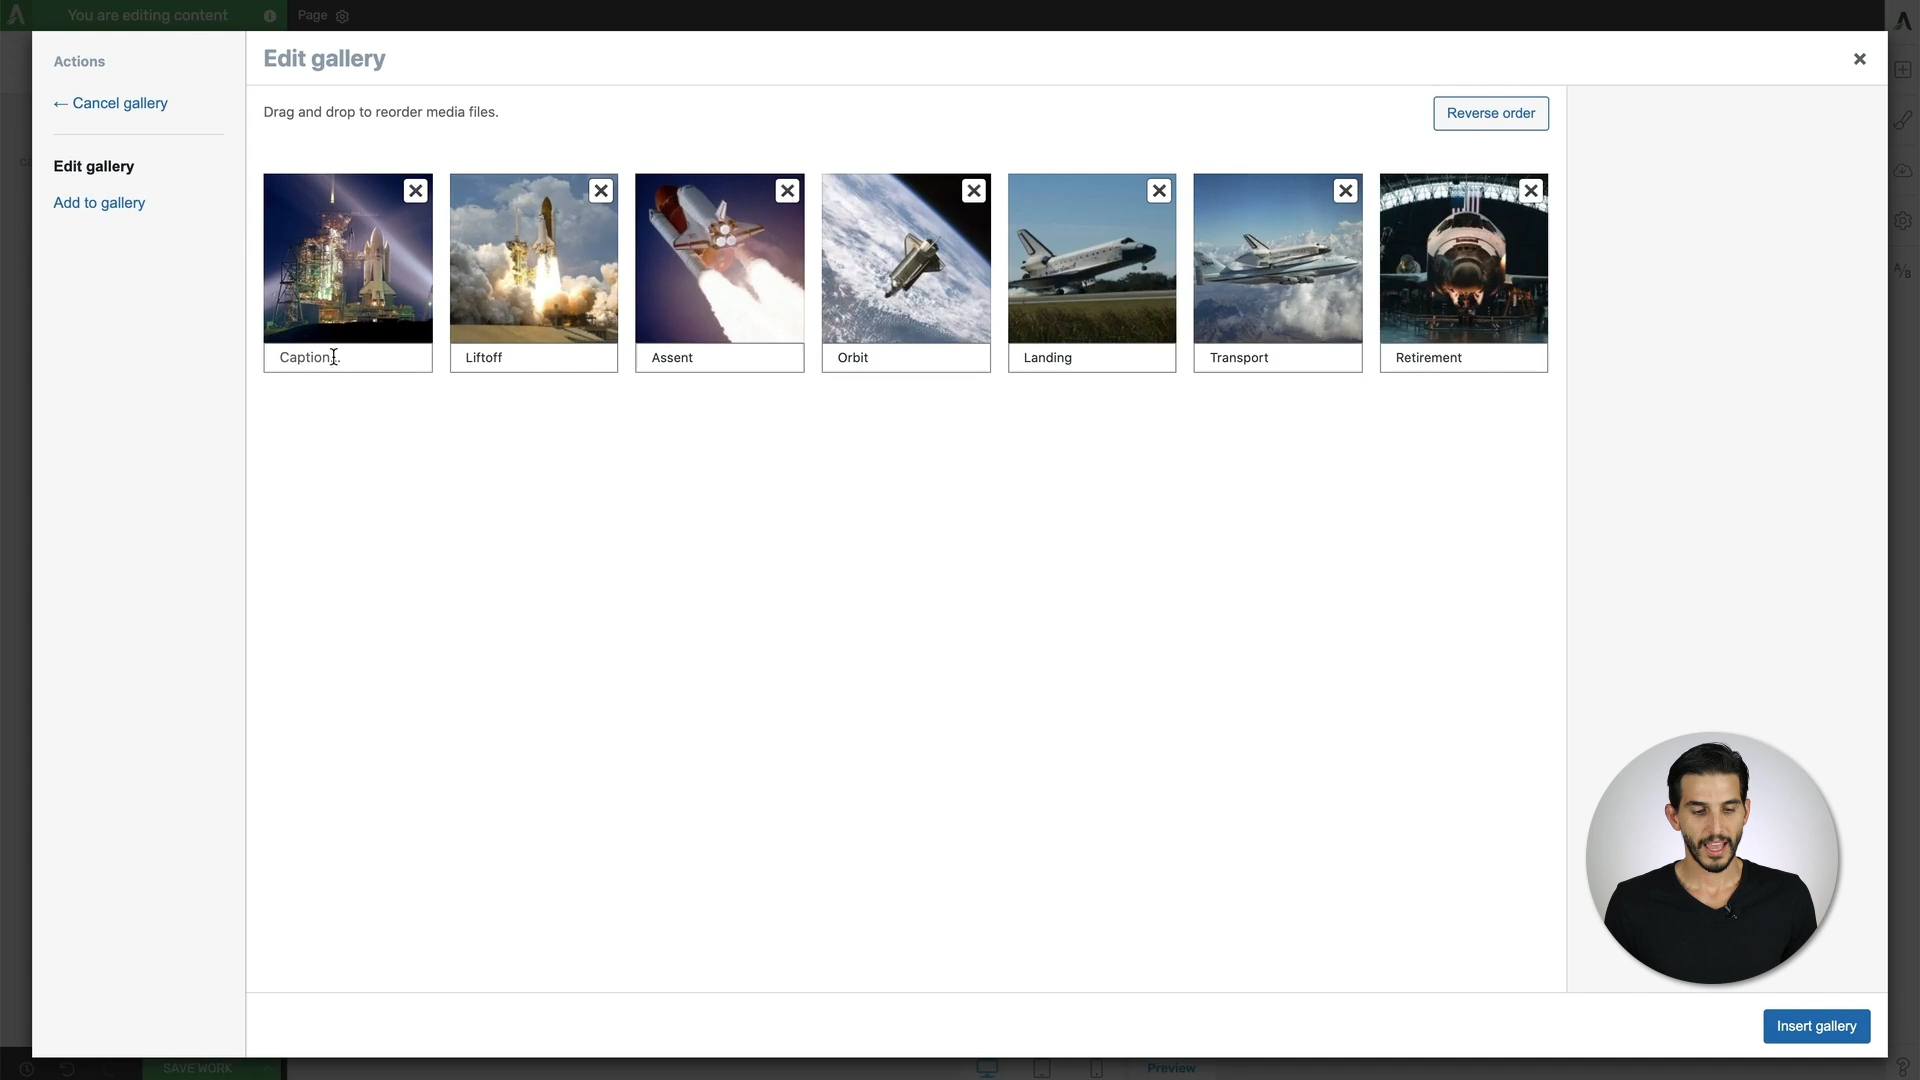 You are editing content
Page
Actions
← Cancel gallery
Edit gallery
Add to gallery
Edit gallery
Drag and drop to reorder media files.
Reverse order
Caption...
Liftoff
Assent
Orbit
Landing
Transport
Retirement
Insert gallery
SAVE WORK
Preview
A/B